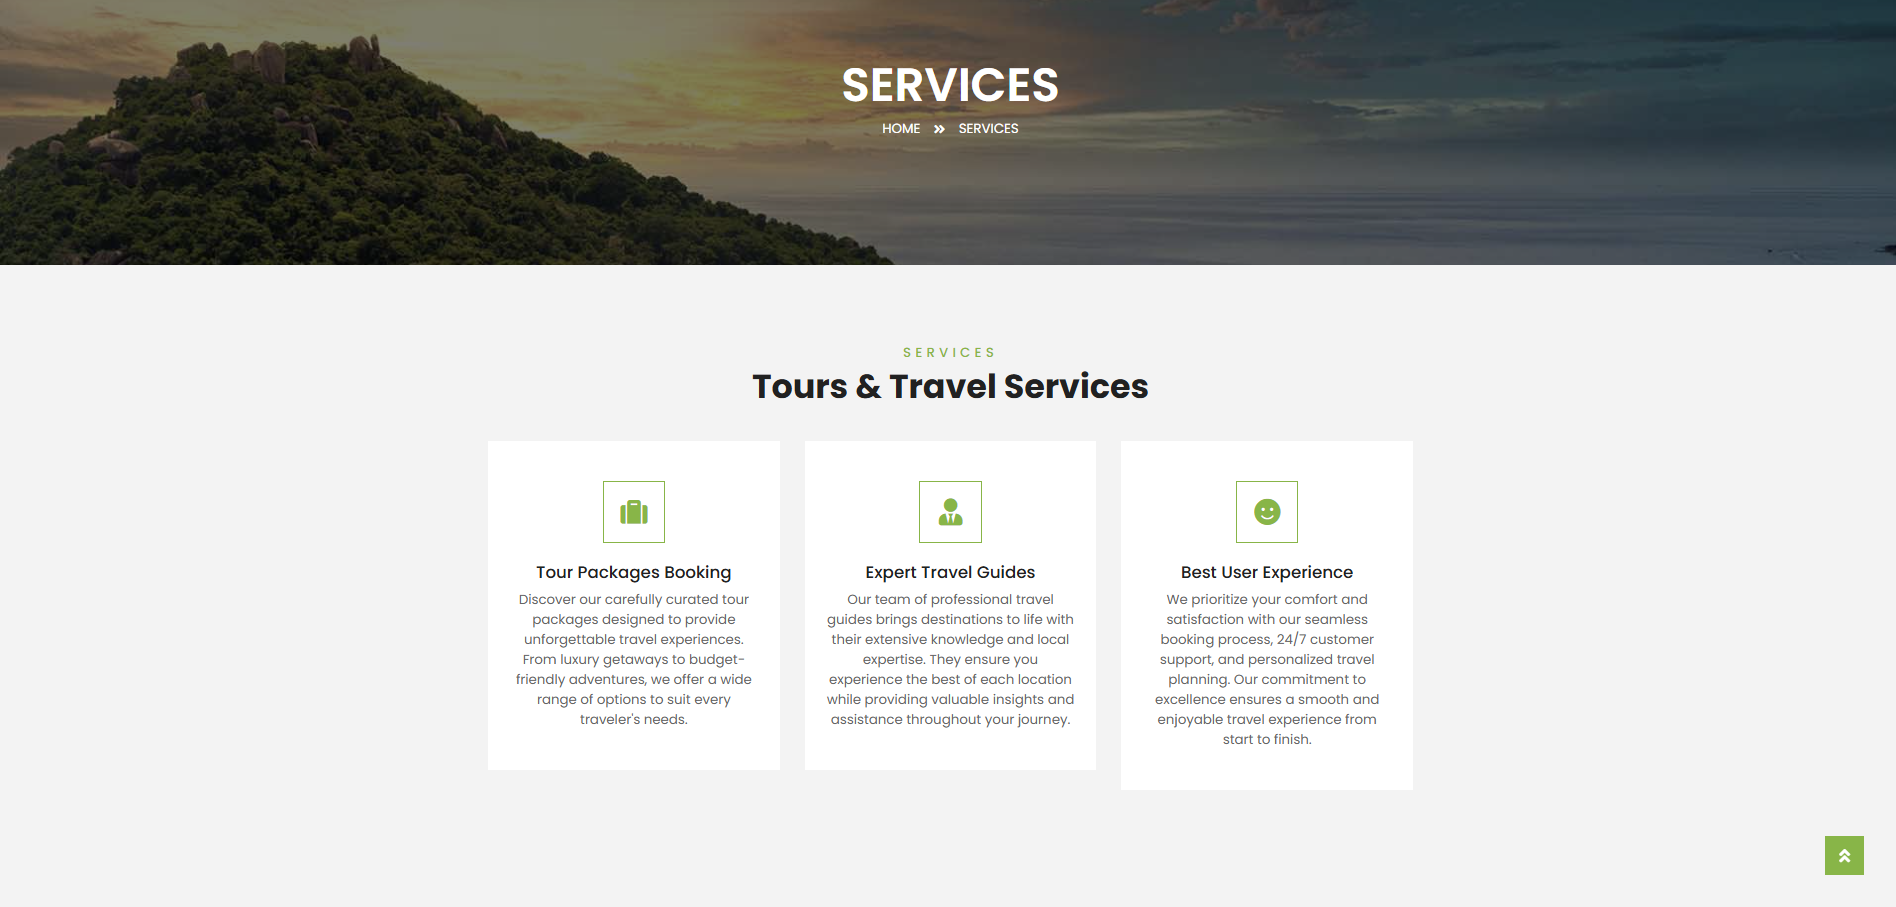 SERVICES
HOME » SERVICES
SERVICES
Tours & Travel Services
Tour Packages Booking
Discover our carefully curated tour
packages designed to provide
unforgettable travel experiences.
From luxury getaways to budget-
friendly adventures, we offer a wide
range of options to suit every
traveler's needs.
Expert Travel Guides
Our team of professional travel
guides brings destinations to life with
their extensive knowledge and local
expertise. They ensure you
experience the best of each location
while providing valuable insights and
assistance throughout your journey.
Best User Experience
We prioritize your comfort and
satisfaction with our seamless
booking process, 24/7 customer
support, and personalized travel
planning. Our commitment to
excellence ensures a smooth and
enjoyable travel experience from
start to finish.